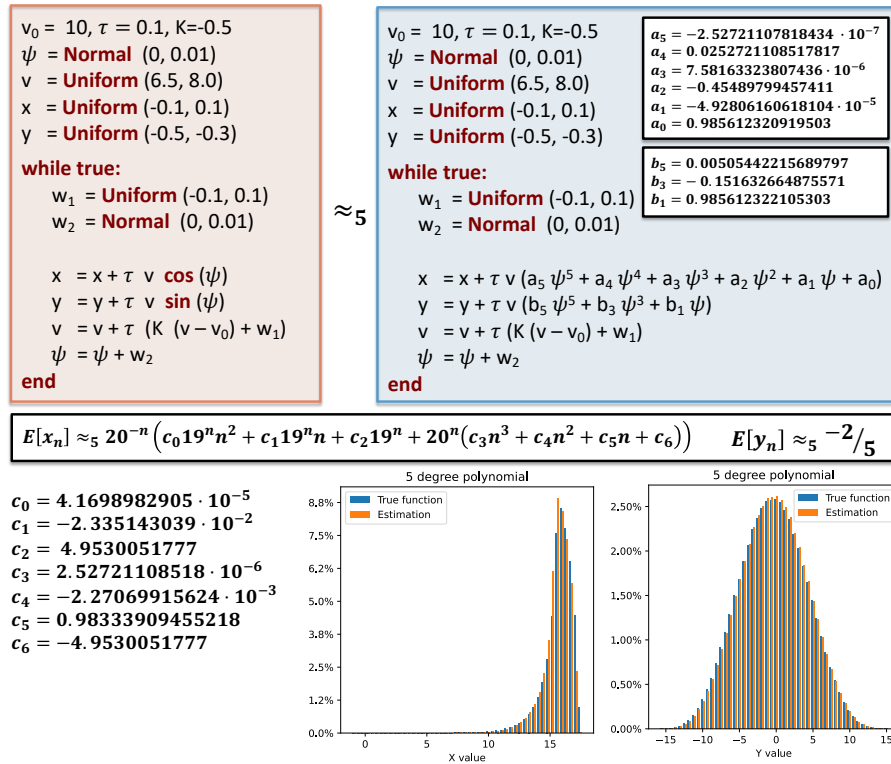 v₀ = 10, τ = 0.1, K=-0.5
ψ = Normal (0, 0.01)
v = Uniform (6.5, 8.0)
x = Uniform (-0.1, 0.1)
y = Uniform (-0.5, -0.3)
while true:
w₁ = Uniform (-0.1, 0.1)
w₂ = Normal (0, 0.01)
x = x + τ v cos (ψ)
y = y + τ v sin (ψ)
v = v + τ (K (v – v₀) + w₁)
ψ = ψ + w₂
end
≈₅
v₀ = 10, τ = 0.1, K=-0.5
ψ = Normal (0, 0.01)
v = Uniform (6.5, 8.0)
x = Uniform (-0.1, 0.1)
y = Uniform (-0.5, -0.3)
while true:
w₁ = Uniform (-0.1, 0.1)
w₂ = Normal (0, 0.01)
x = x + τ v (a₅ ψ⁵ + a₄ ψ⁴ + a₃ ψ³ + a₂ ψ² + a₁ ψ + a₀)
y = y + τ v (b₅ ψ⁵ + b₃ ψ³ + b₁ ψ)
v = v + τ (K (v – v₀) + w₁)
ψ = ψ + w₂
end
a₅ = −2.52721107818434 · 10⁻⁷
a₄ = 0.0252721108517817
a₃ = 7.58163323807436 · 10⁻⁶
a₂ = −0.45489799457411
a₁ = −4.92806160618104 · 10⁻⁵
a₀ = 0.985612320919503
b₅ = 0.00505442215689797
b₃ = − 0.151632664875571
b₁ = 0.985612322105303
E[xₙ] ≈₅ 20⁻ⁿ (c₀19ⁿn² + c₁19ⁿn + c₂19ⁿ + 20ⁿ(c₃n³ + c₄n² + c₅n + c₆)) E[yₙ] ≈₅ −2/5
c₀ = 4.1698982905 · 10⁻⁵
c₁ = −2.335143039 · 10⁻²
c₂ = 4.9530051777
c₃ = 2.52721108518 · 10⁻⁶
c₄ = −2.27069915624 · 10⁻³
c₅ = 0.98333909455218
c₆ = −4.9530051777
5 degree polynomial
True function
Estimation
8.8%
7.5%
6.2%
5.0%
3.8%
2.5%
1.2%
0.0%
0 5 10 15
X value
5 degree polynomial
True function
Estimation
2.50%
2.00%
1.50%
1.00%
0.50%
0.00%
−15 −10 −5 0 5 10 15
Y value